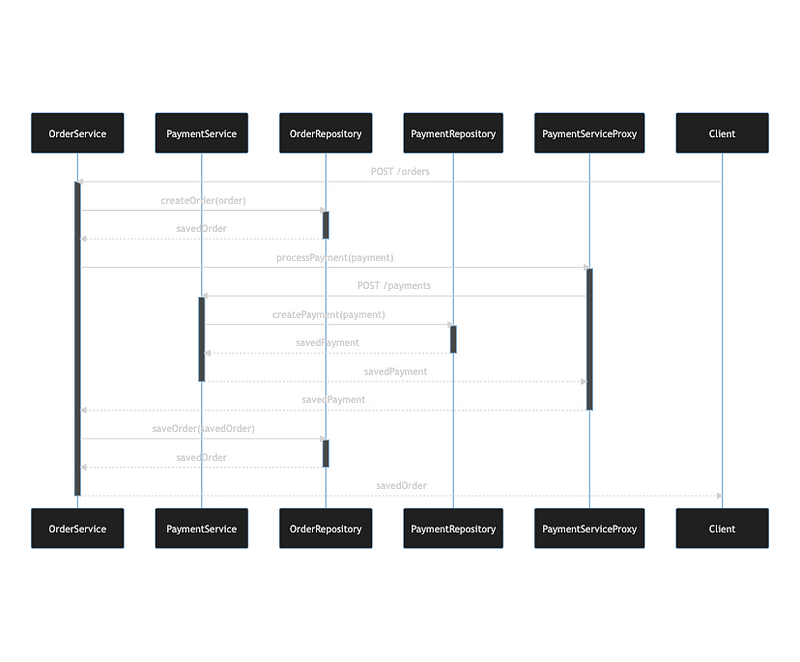 OrderService PaymentService OrderRepository PaymentRepository PaymentServiceProxy Client
POST /orders
createOrder(order)
savedOrder
processPayment(payment)
POST /payments
createPayment(payment)
savedPayment
savedPayment
savedPayment
saveOrder(savedOrder)
savedOrder
savedOrder
OrderService PaymentService OrderRepository PaymentRepository PaymentServiceProxy Client